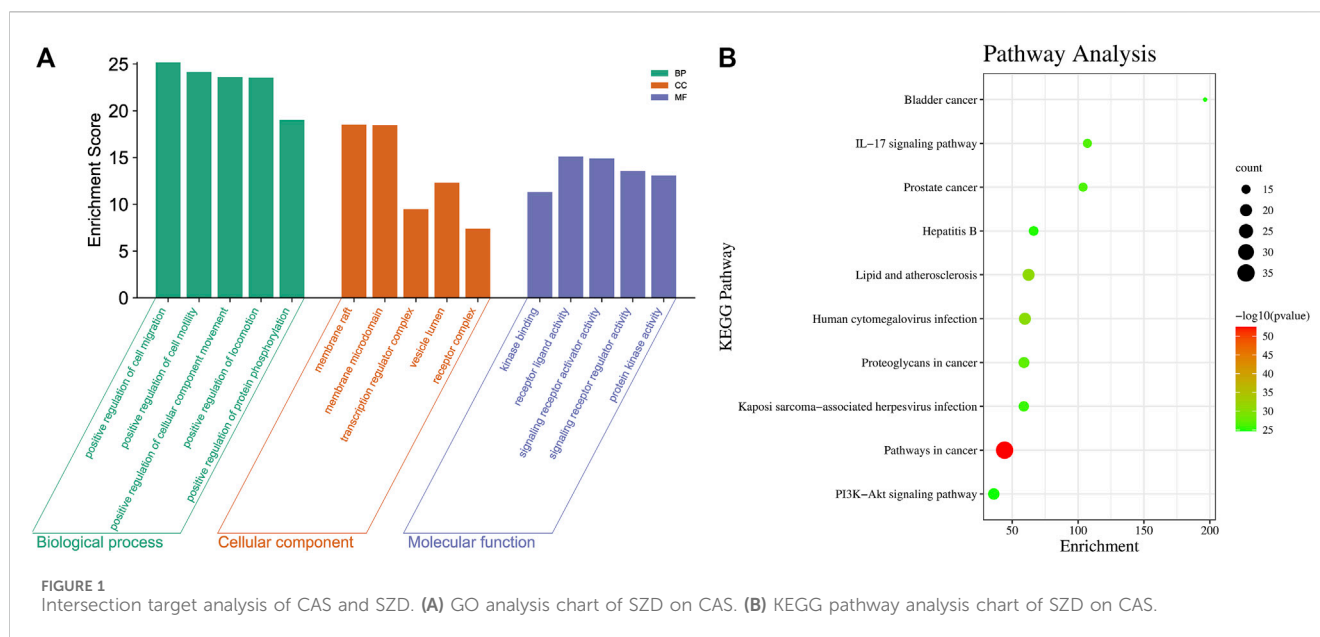 A
Enrichment Score
25
20
15
10
5
0
BP
CC
MF
positive regulation of cell migration
positive regulation of cell motility
positive regulation of cellular component movement
positive regulation of locomotion
positive regulation of protein phosphorylation
membrane raft
membrane microdomain
transcription regulator complex
vesicle lumen
receptor complex
kinase binding
receptor ligand activity
signaling receptor activator activity
signaling receptor regulator activity
protein kinase activity
Biological process
Cellular component
Molecular function
B
Pathway Analysis
KEGG Pathway
Bladder cancer
IL−17 signaling pathway
Prostate cancer
Hepatitis B
Lipid and atherosclerosis
Human cytomegalovirus infection
Proteoglycans in cancer
Kaposi sarcoma−associated herpesvirus infection
Pathways in cancer
PI3K−Akt signaling pathway
50
100
150
200
Enrichment
count
15
20
25
30
35
−log10(pvalue)
50
45
40
35
30
25
FIGURE 1
Intersection target analysis of CAS and SZD. (A) GO analysis chart of SZD on CAS. (B) KEGG pathway analysis chart of SZD on CAS.